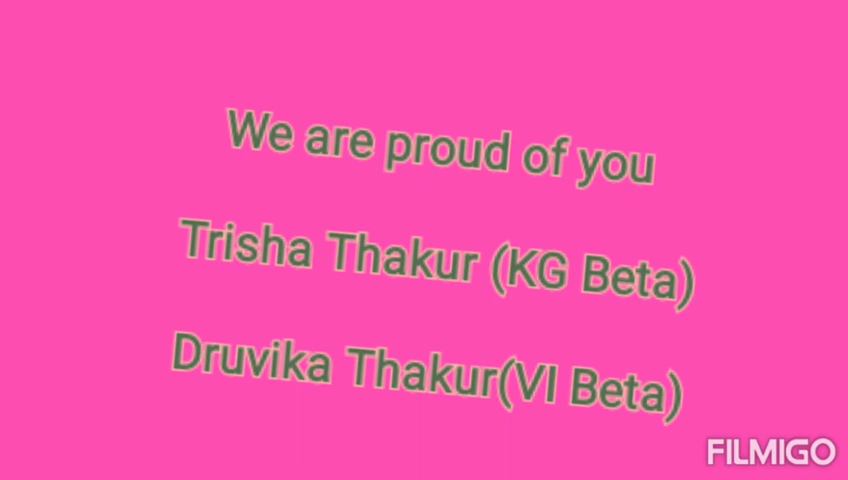 We are proud of you
Trisha Thakur (KG Beta)
Druvika Thakur(VI Beta)
FILMIGO